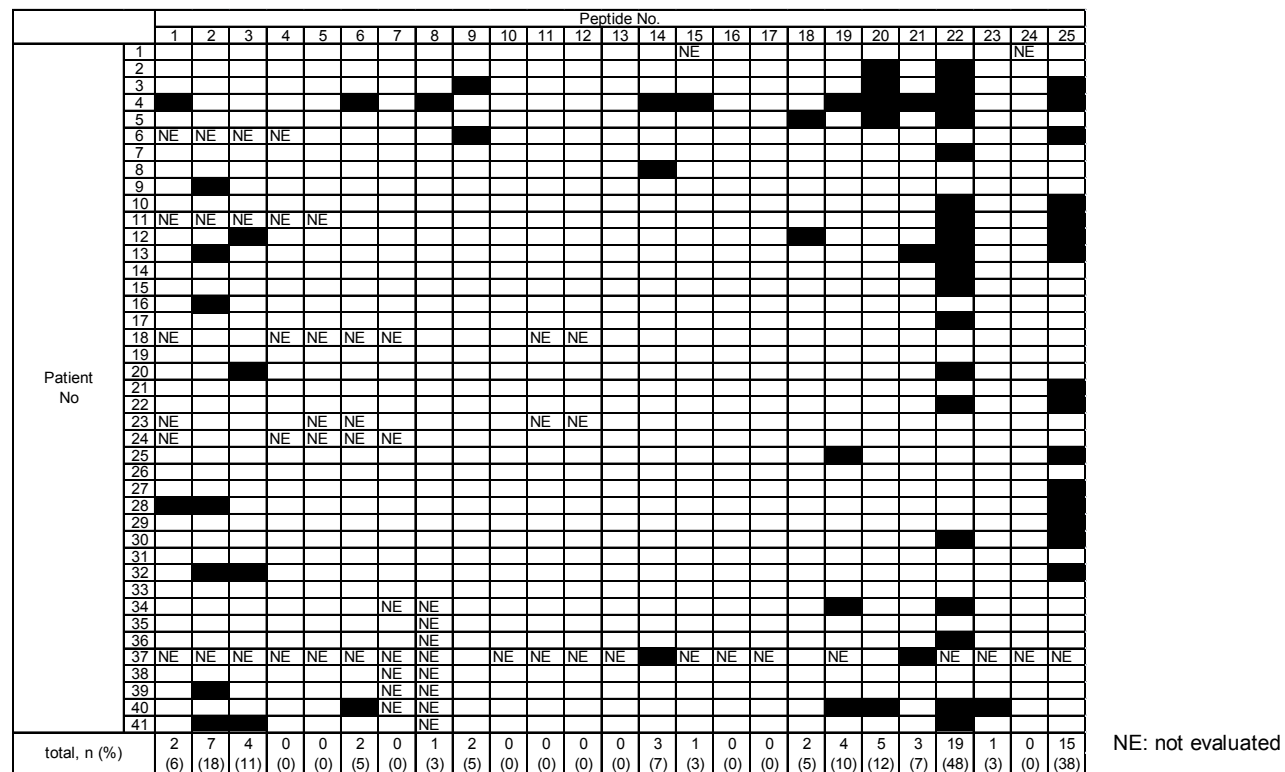 Peptide No.
1 2 3 4 5 6 7 8 9 10 11 12 13 14 15 16 17 18 19 20 21 22 23 24 25
1 NE NE
2
3
4
5
6 NE NE NE NE
7
8
9
10
11 NE NE NE NE NE
12
13
14
15
16
17
18 NE NE NE NE NE NE NE
19
Patient
No
20
21
22
23 NE NE NE NE NE
24 NE NE NE NE NE
25
26
27
28
29
30
31
32
33
34 NE NE
35 NE
36 NE
37 NE NE NE NE NE NE NE NE NE NE NE NE NE NE NE NE NE NE NE NE
38 NE NE
39 NE NE
40 NE NE
41 NE
total, n (%)
2 7 4 0 0 2 0 1 2 0 0 0 0 3 1 0 0 2 4 5 3 19 1 0 15
(6) (18) (11) (0) (0) (5) (0) (3) (5) (0) (0) (0) (0) (7) (3) (0) (0) (5) (10) (12) (7) (48) (3) (0) (38)
NE: not evaluated